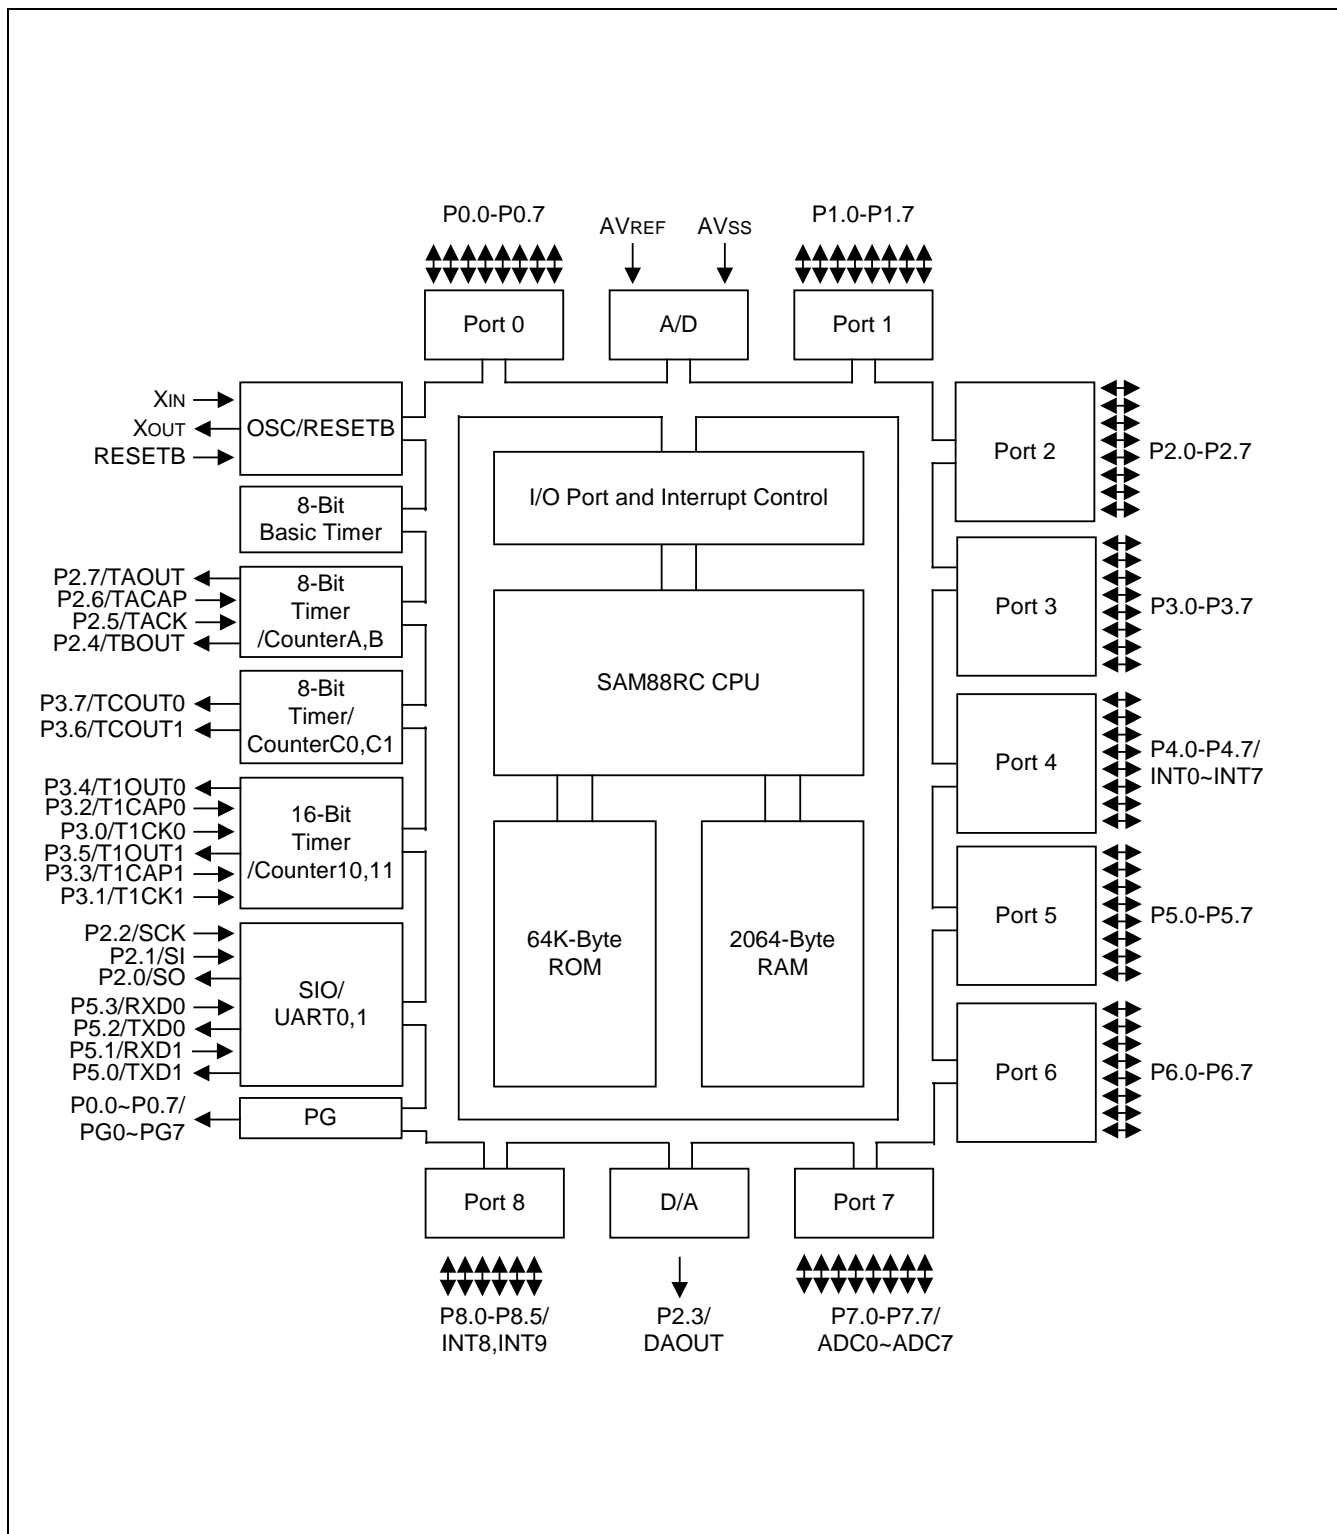 P0.0-P0.7
AVREF
AVSS
P1.0-P1.7
Port 0
A/D
Port 1
XIN
XOUT
RESETB
OSC/RESETB
8-Bit
Basic Timer
P2.7/TAOUT
P2.6/TACAP
P2.5/TACK
P2.4/TBOUT
8-Bit
Timer
/CounterA,B
P3.7/TCOUT0
P3.6/TCOUT1
8-Bit
Timer/
CounterC0,C1
P3.4/T1OUT0
P3.2/T1CAP0
P3.0/T1CK0
P3.5/T1OUT1
P3.3/T1CAP1
P3.1/T1CK1
16-Bit
Timer
/Counter10,11
P2.2/SCK
P2.1/SI
P2.0/SO
P5.3/RXD0
P5.2/TXD0
P5.1/RXD1
P5.0/TXD1
SIO/
UART0,1
P0.0~P0.7/
PG0~PG7
PG
I/O Port and Interrupt Control
SAM88RC CPU
64K-Byte
ROM
2064-Byte
RAM
Port 2
P2.0-P2.7
Port 3
P3.0-P3.7
Port 4
P4.0-P4.7/
INT0~INT7
Port 5
P5.0-P5.7
Port 6
P6.0-P6.7
Port 8
D/A
Port 7
P8.0-P8.5/
INT8,INT9
P2.3/
DAOUT
P7.0-P7.7/
ADC0~ADC7